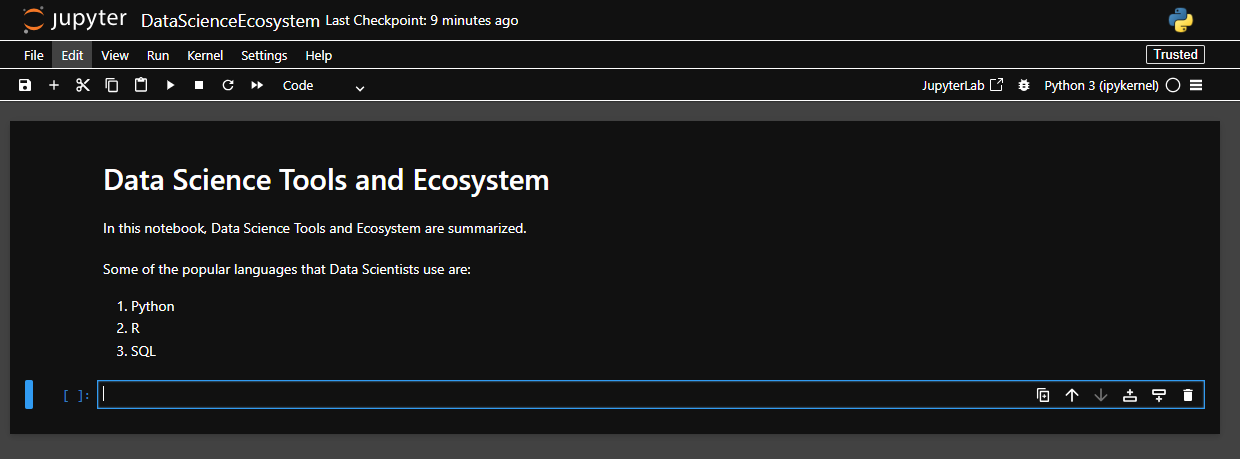 jupyter DataScienceEcosystem Last Checkpoint: 9 minutes ago
File Edit View Run Kernel Settings Help Trusted
Code JupyterLab Python 3 (ipykernel)
Data Science Tools and Ecosystem
In this notebook, Data Science Tools and Ecosystem are summarized.
Some of the popular languages that Data Scientists use are:
1. Python
2. R
3. SQL
[ ]: